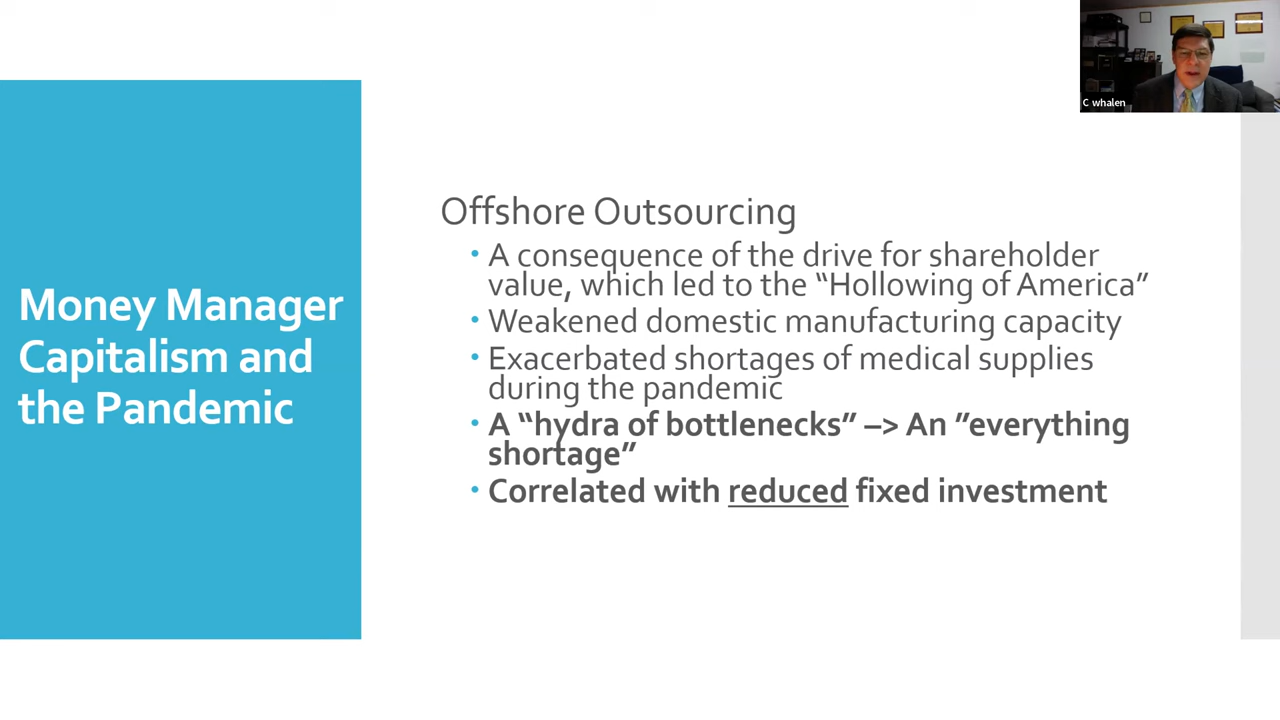 C whalen
Money Manager
Capitalism and
the Pandemic
Offshore Outsourcing
• A consequence of the drive for shareholder
value, which led to the “Hollowing of America”
• Weakened domestic manufacturing capacity
• Exacerbated shortages of medical supplies
during the pandemic
• A “hydra of bottlenecks” –> An ”everything
shortage”
• Correlated with reduced fixed investment